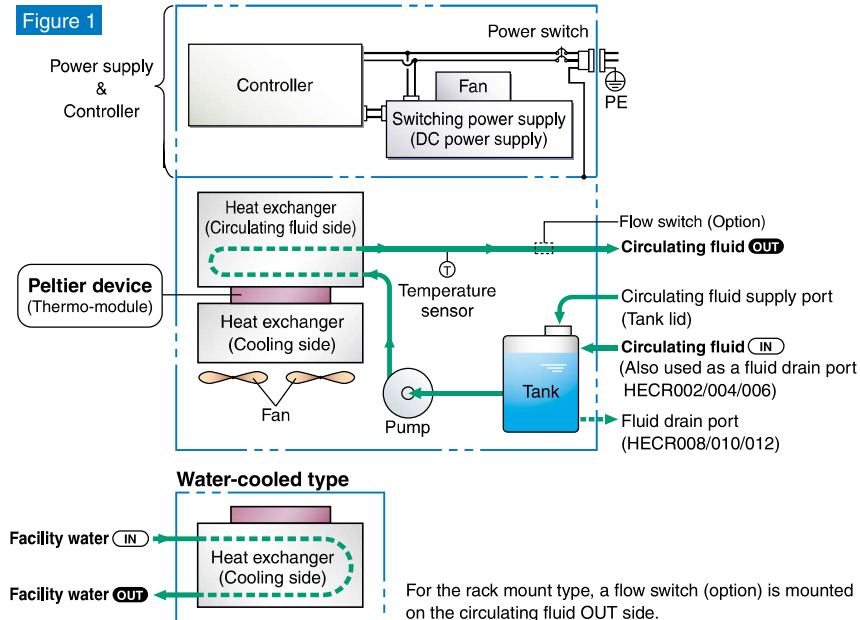 Figure 1
Power supply
&
Controller
Power switch
Controller
Fan
Switching power supply
(DC power supply)
PE
Heat exchanger
(Circulating fluid side)
Flow switch (Option)
Circulating fluid OUT
T
Temperature
sensor
Peltier device
(Thermo-module)
Heat exchanger
(Cooling side)
Fan
Pump
Tank
Circulating fluid supply port
(Tank lid)
Circulating fluid IN
(Also used as a fluid drain port
HECR002/004/006)
Fluid drain port
(HECR008/010/012)
Water-cooled type
Facility water IN
Heat exchanger
(Cooling side)
Facility water OUT
For the rack mount type, a flow switch (option) is mounted
on the circulating fluid OUT side.